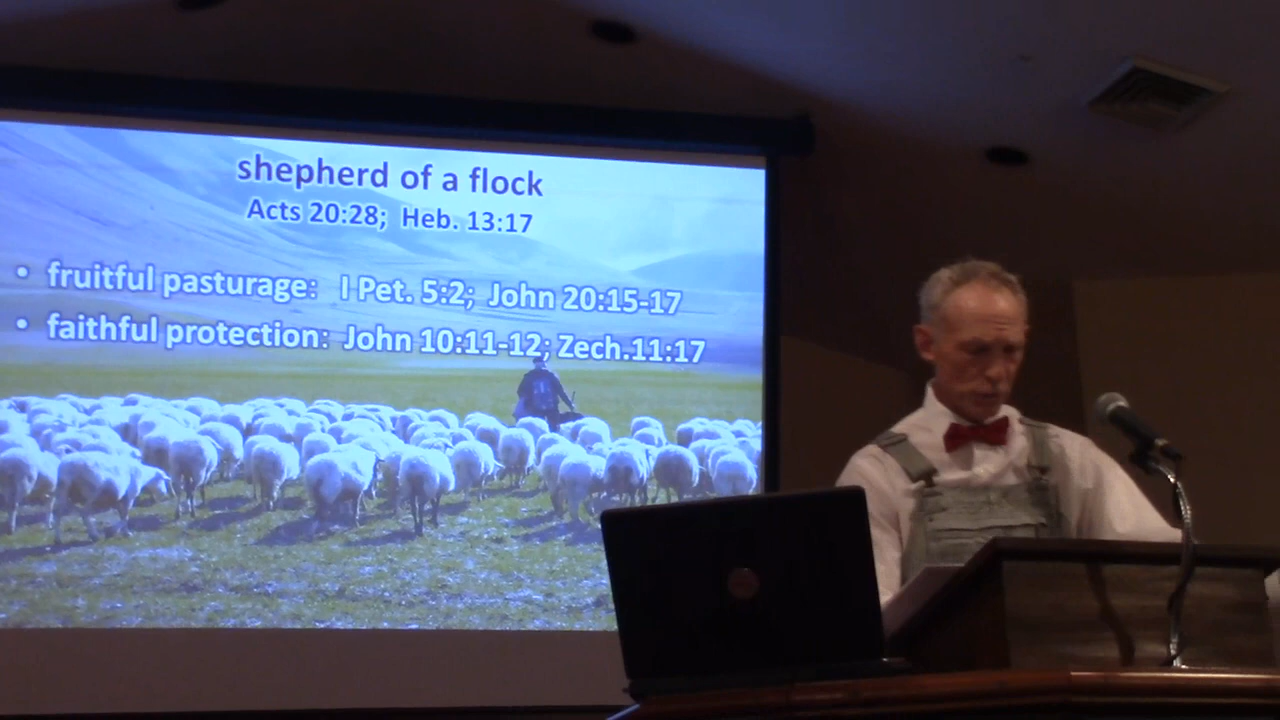 shepherd of a flock
Acts 20:28; Heb. 13:17
• fruitful pasturage: I Pet. 5:2; John 20:15-17
• faithful protection: John 10:11-12; Zech.11:17